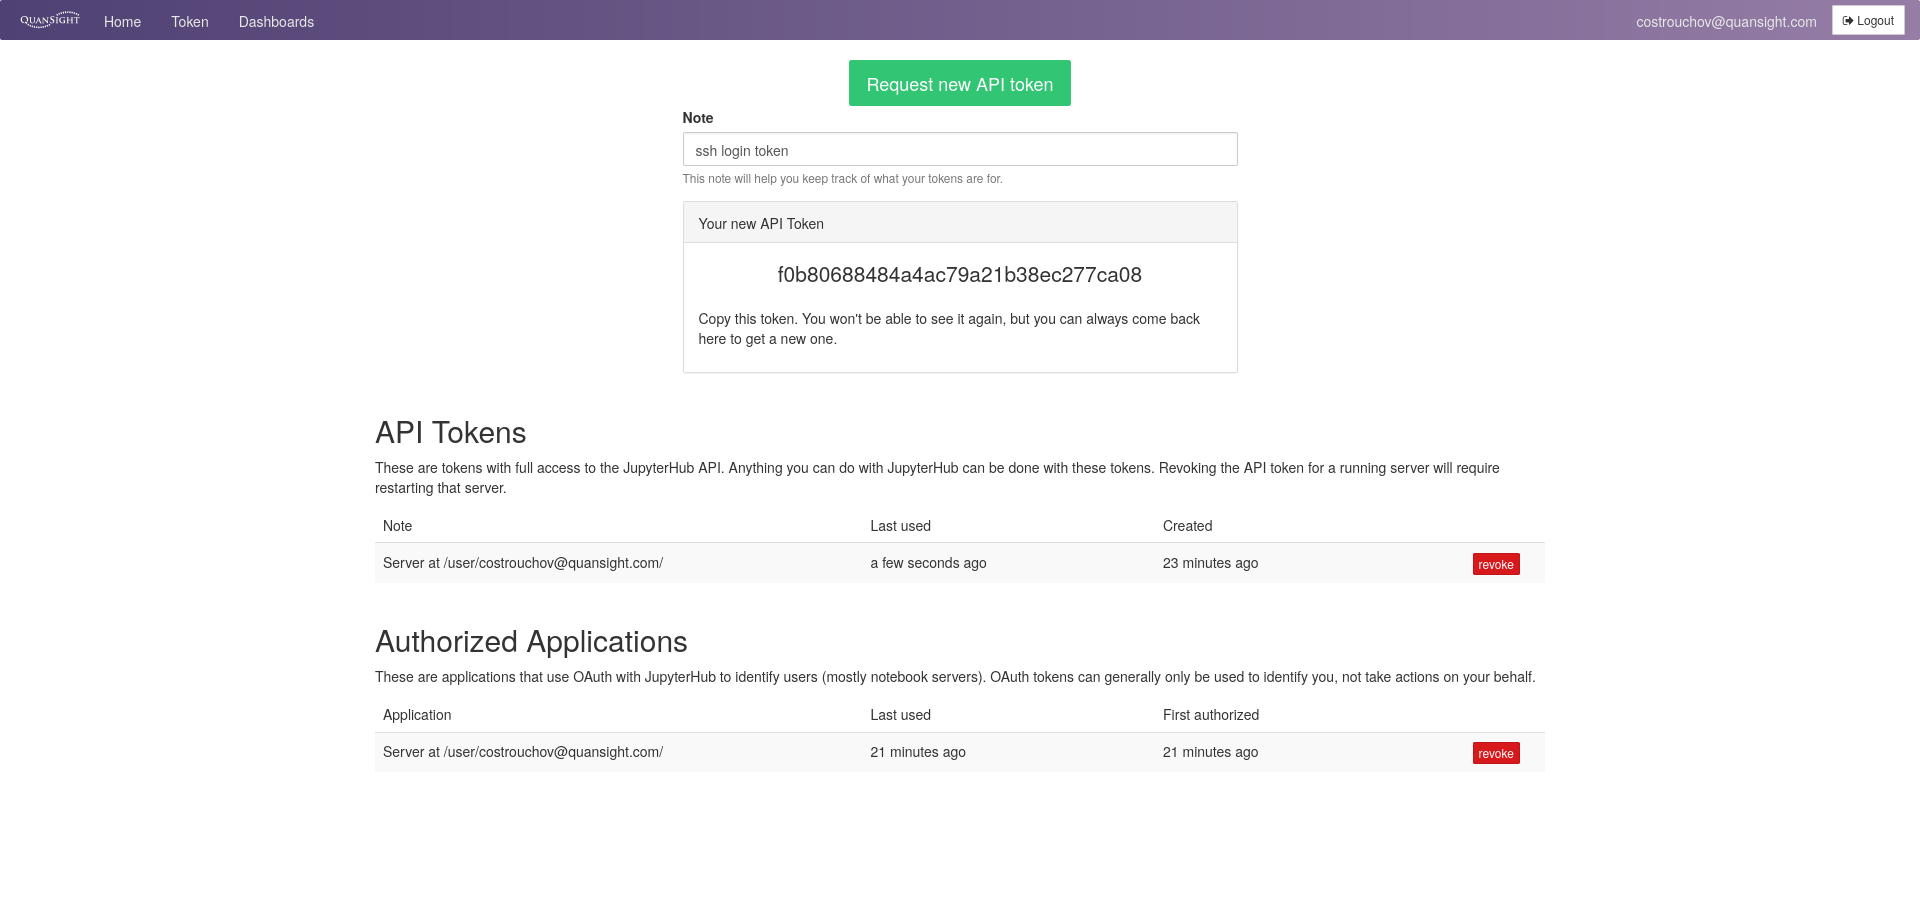 QUANSIGHT Home Token Dashboards costrouchov@quansight.com Logout
Request new API token
Note
ssh login token
This note will help you keep track of what your tokens are for.
Your new API Token
f0b80688484a4ac79a21b38ec277ca08
Copy this token. You won't be able to see it again, but you can always come back
here to get a new one.
API Tokens
These are tokens with full access to the JupyterHub API. Anything you can do with JupyterHub can be done with these tokens. Revoking the API token for a running server will require
restarting that server.
Note Last used Created
Server at /user/costrouchov@quansight.com/ a few seconds ago 23 minutes ago revoke
Authorized Applications
These are applications that use OAuth with JupyterHub to identify users (mostly notebook servers). OAuth tokens can generally only be used to identify you, not take actions on your behalf.
Application Last used First authorized
Server at /user/costrouchov@quansight.com/ 21 minutes ago 21 minutes ago revoke